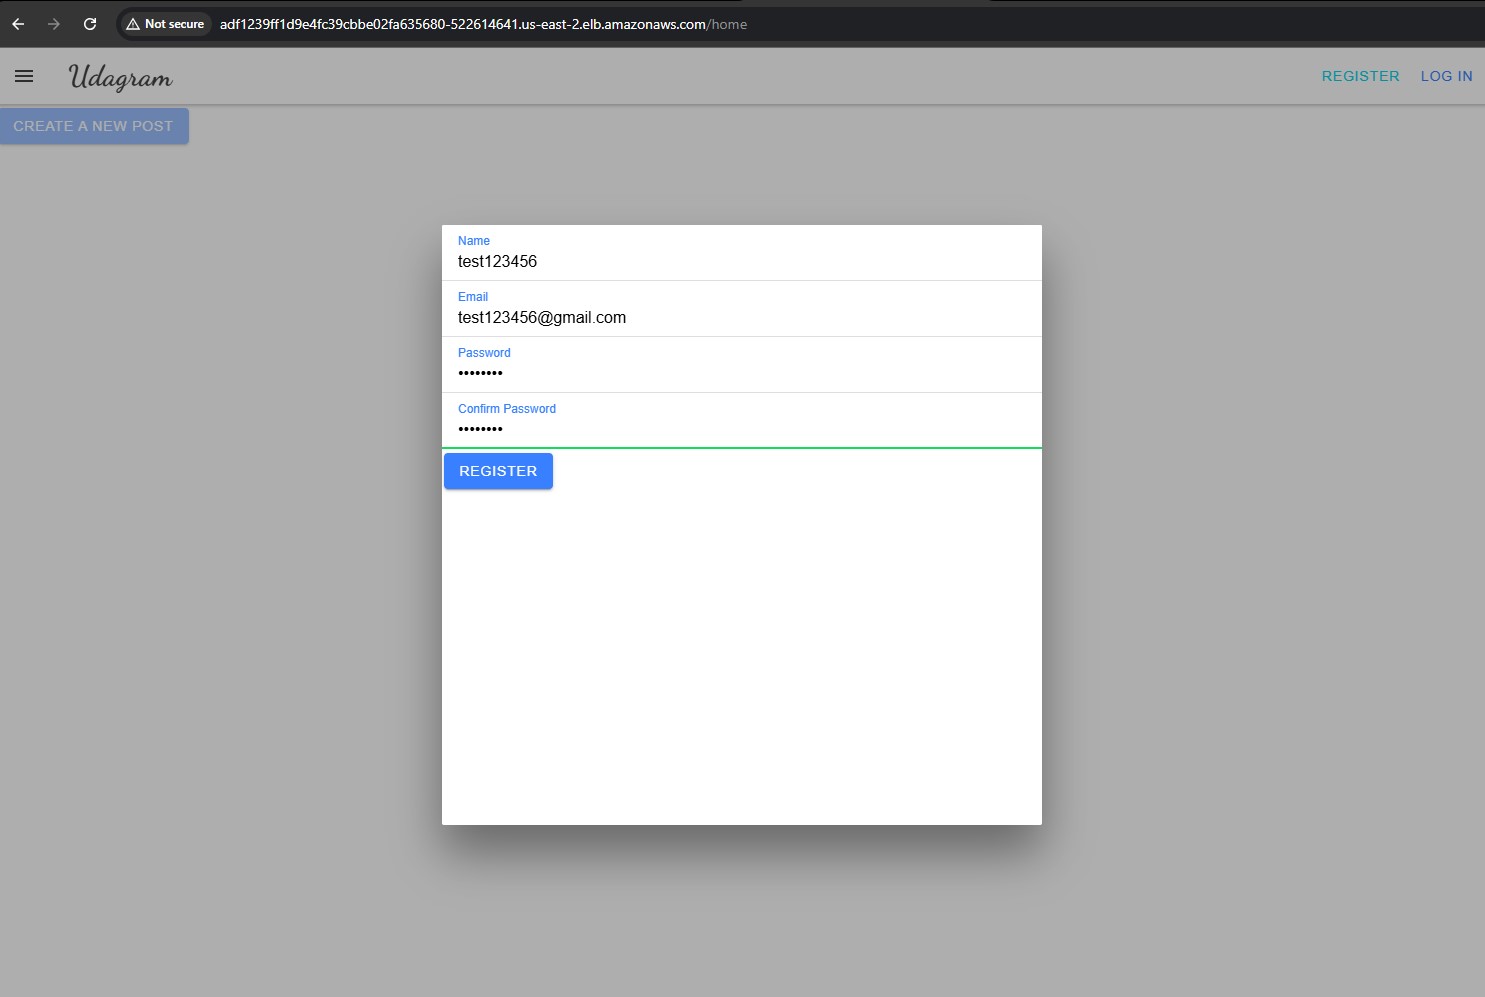 Not secure adf1239ff1d9e4fc39cbbe02fa635680-522614641.us-east-2.elb.amazonaws.com/home
Udagram REGISTER LOG IN
CREATE A NEW POST
Name
test123456
Email
test123456@gmail.com
Password
••••••••
Confirm Password
••••••••
REGISTER